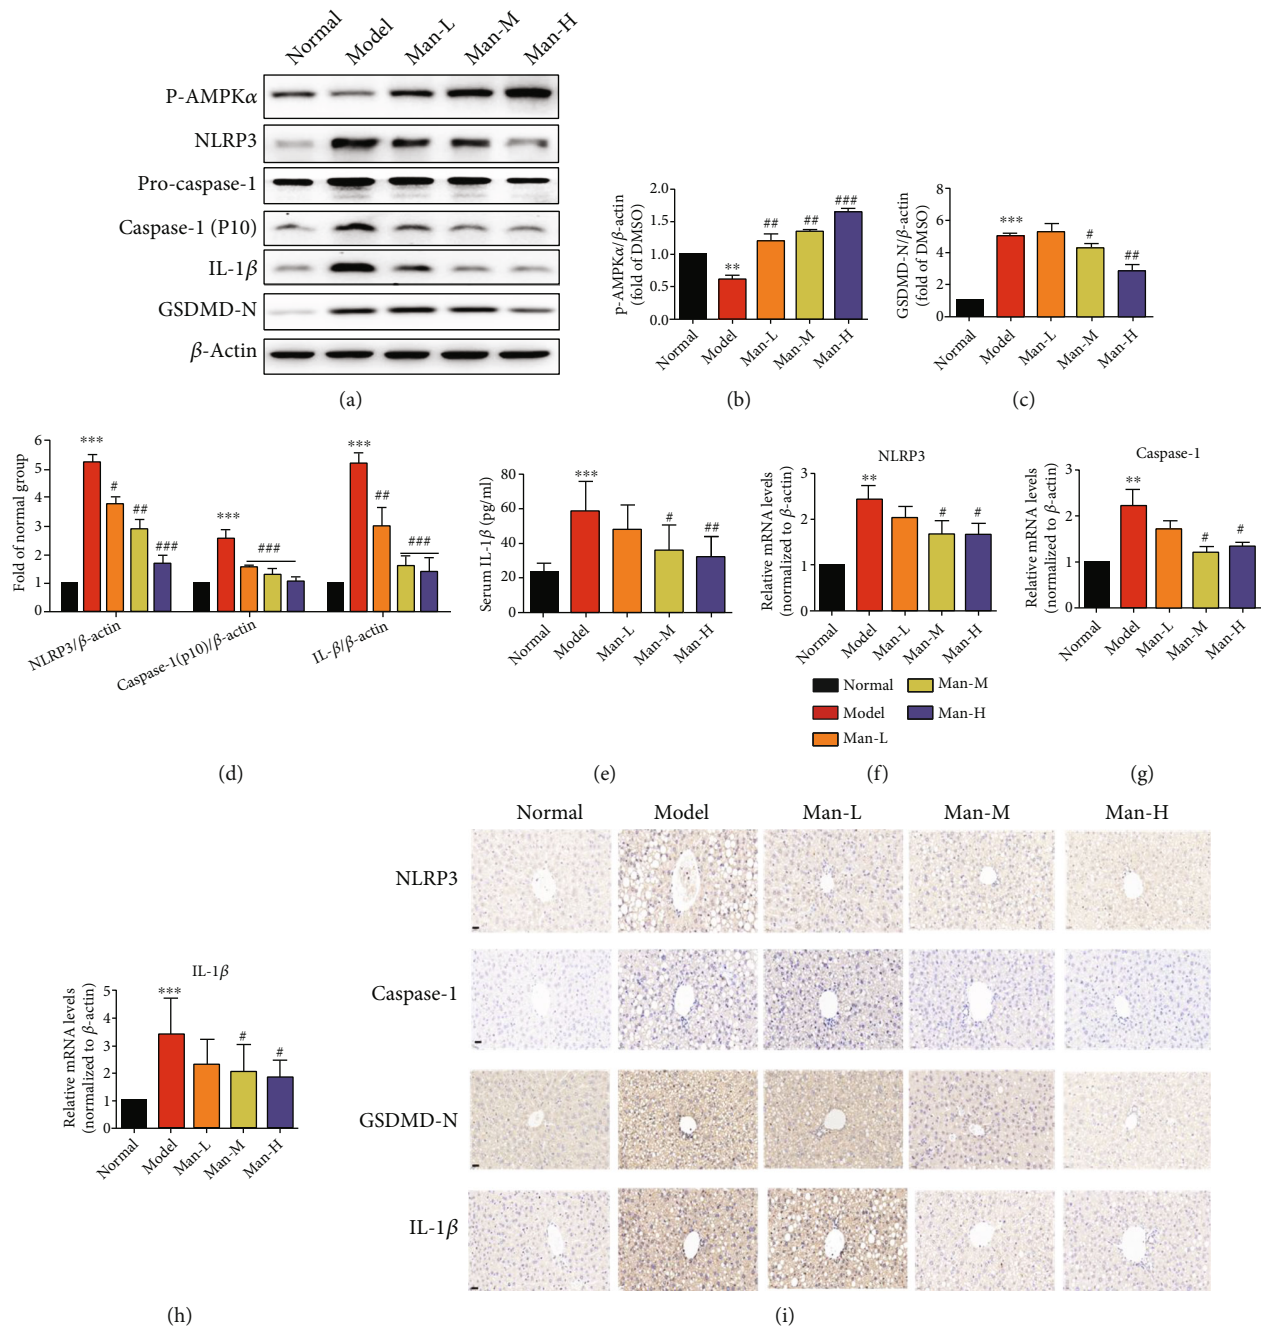 Normal Model Man-L Man-M Man-H
P-AMPKα
NLRP3
Pro-caspase-1
Caspase-1 (P10)
IL-1β
GSDMD-N
β-Actin
(a)
p-AMPKα/β-actin
(fold of DMSO)
2.0
1.5
1.0
0.5
0.0
** ## ## ###
Normal Model Man-L Man-M Man-H
(b)
GSDMD-N/β-actin
(fold of DMSO)
8
6
4
2
0
*** # ##
Normal Model Man-L Man-M Man-H
(c)
Fold of normal group
6
5
4
3
2
1
0
*** # ## ###
*** ###
*** ## ###
NLRP3/β-actin
Caspase-1(p10)/β-actin
IL-β/β-actin
(d)
Serum IL-1β (pg/ml)
80
60
40
20
0
*** # ##
Normal Model Man-L Man-M Man-H
(e)
NLRP3
Relative mRNA levels
(normalized to β-actin)
3
2
1
0
** # #
Normal Model Man-L Man-M Man-H
Normal
Model
Man-L
Man-M
Man-H
(f)
Caspase-1
Relative mRNA levels
(normalized to β-actin)
3
2
1
0
** # #
Normal Model Man-L Man-M Man-H
(g)
IL-1β
Relative mRNA levels
(normalized to β-actin)
5
4
3
2
1
0
*** # #
Normal Model Man-L Man-M Man-H
(h)
Normal Model Man-L Man-M Man-H
NLRP3
Caspase-1
GSDMD-N
IL-1β
(i)